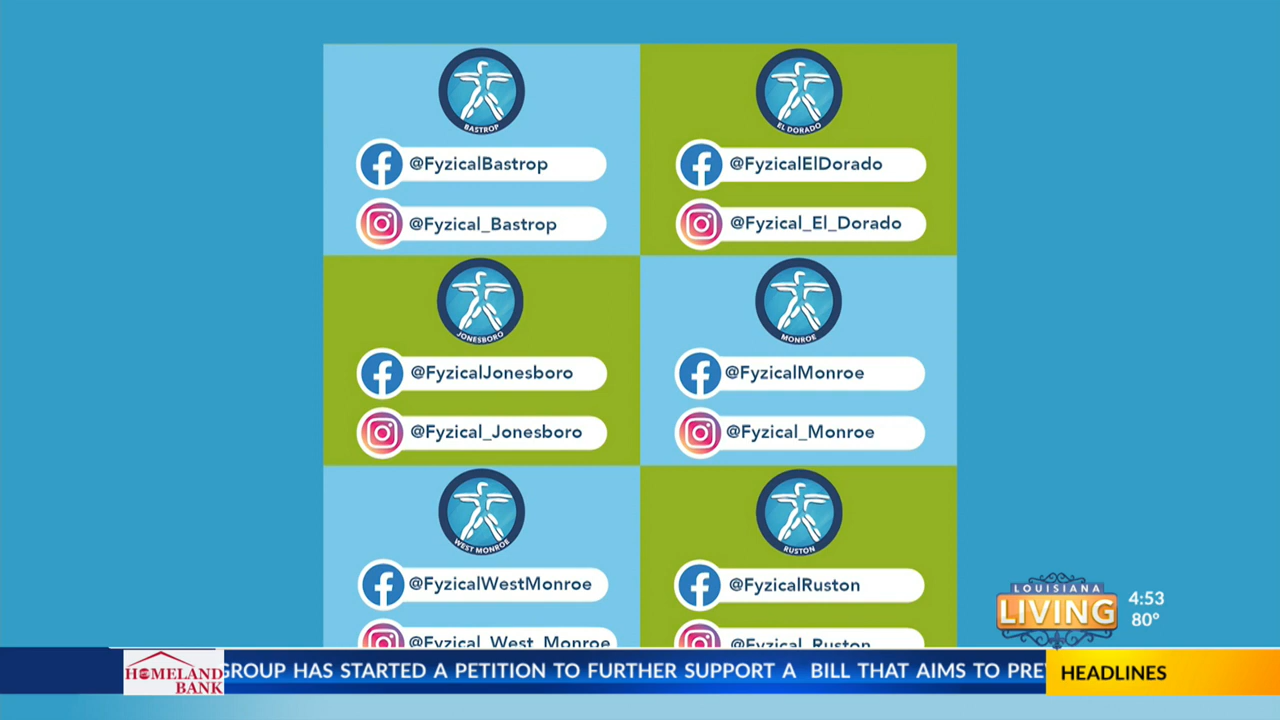 BASTROP
@FyzicalBastrop
@Fyzical_Bastrop
EL DORADO
@FyzicalElDorado
@Fyzical_El_Dorado
JONESBORO
@FyzicalJonesboro
@Fyzical_Jonesboro
MONROE
@FyzicalMonroe
@Fyzical_Monroe
WEST MONROE
@FyzicalWestMonroe
@Fyzical_West_Monroe
RUSTON
@FyzicalRuston
@Fyzical_Ruston
LOUISIANA
LIVING
4:53
80°
HOMELAND
BANK
GROUP HAS STARTED A PETITION TO FURTHER SUPPORT A BILL THAT AIMS TO PRE
HEADLINES